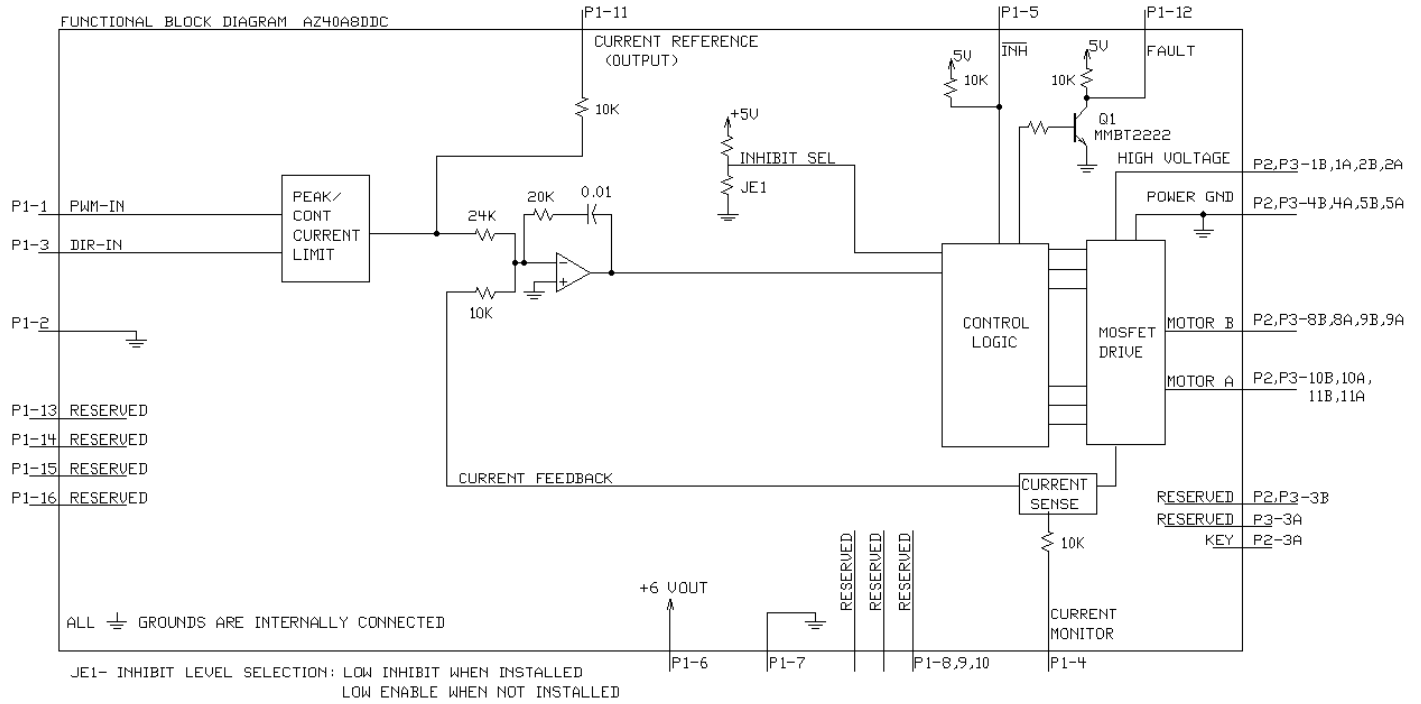 FUNCTIONAL BLOCK DIAGRAM AZ40A8DDC
P1-11
P1-5
P1-12
CURRENT REFERENCE
(OUTPUT)
10K
5V
10K
INH
5V
10K
FAULT
Q1
MMBT2222
+5V
INHIBIT SEL
JE1
HIGH VOLTAGE
P2,P3-1B,1A,2B,2A
POWER GND
P2,P3-4B,4A,5B,5A
P1-1
PWM-IN
P1-3
DIR-IN
PEAK/
CONT
CURRENT
LIMIT
24K
20K
0.01
-
+
10K
P1-2
CONTROL
LOGIC
MOSFET
DRIVE
MOTOR B
P2,P3-8B,8A,9B,9A
MOTOR A
P2,P3-10B,10A,
11B,11A
P1-13 RESERVED
P1-14 RESERVED
P1-15 RESERVED
P1-16 RESERVED
CURRENT FEEDBACK
CURRENT
SENSE
10K
RESERVED P2,P3-3B
RESERVED P3-3A
KEY P2-3A
RESERVED
RESERVED
RESERVED
+6 VOUT
CURRENT
MONITOR
ALL GROUNDS ARE INTERNALLY CONNECTED
P1-6
P1-7
P1-8,9,10
P1-4
JE1- INHIBIT LEVEL SELECTION: LOW INHIBIT WHEN INSTALLED
LOW ENABLE WHEN NOT INSTALLED